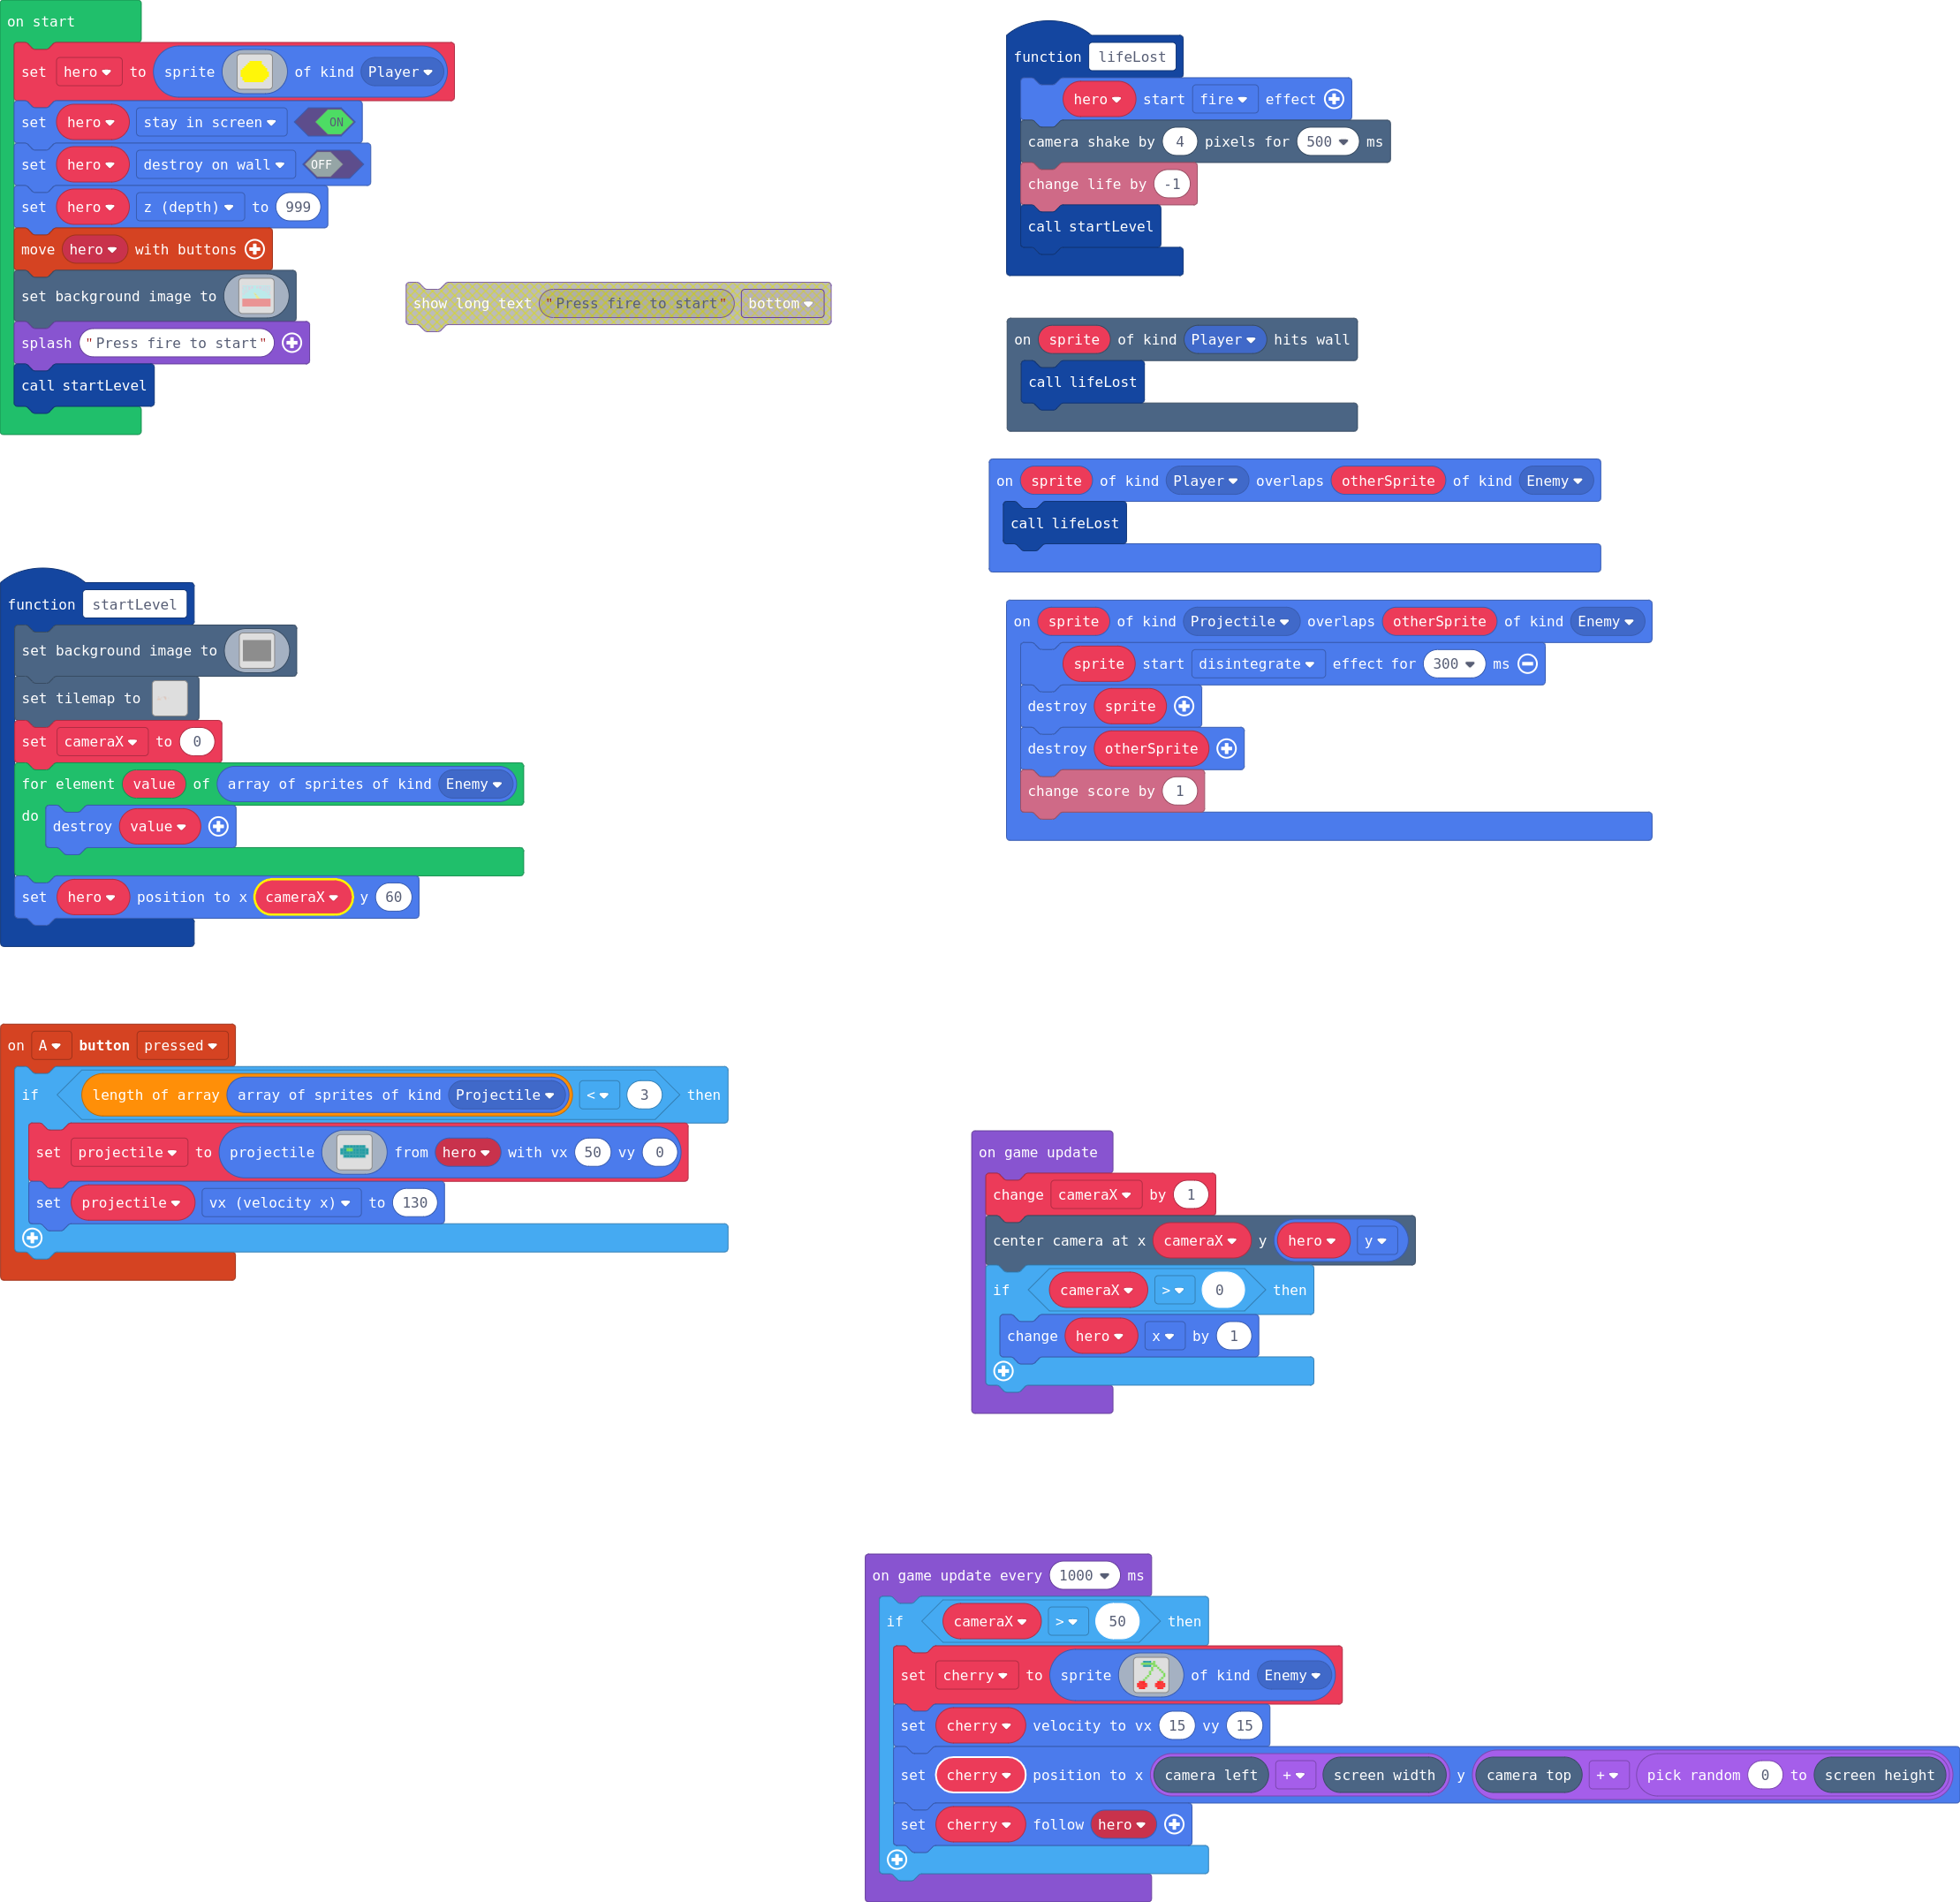 on start
set hero to sprite of kind Player
set hero stay in screen ON
set hero destroy on wall OFF
set hero z (depth) to 999
move hero with buttons
set background image to
splash "Press fire to start"
call startLevel
show long text "Press fire to start" bottom
function lifeLost
hero start fire effect
camera shake by 4 pixels for 500 ms
change life by -1
call startLevel
on sprite of kind Player hits wall
call lifeLost
on sprite of kind Player overlaps otherSprite of kind Enemy
call lifeLost
function startLevel
set background image to
set tilemap to
set cameraX to 0
for element value of array of sprites of kind Enemy
do
destroy value
set hero position to x cameraX y 60
on sprite of kind Projectile overlaps otherSprite of kind Enemy
sprite start disintegrate effect for 300 ms
destroy sprite
destroy otherSprite
change score by 1
on A button pressed
if length of array array of sprites of kind Projectile < 3 then
set projectile to projectile from hero with vx 50 vy 0
set projectile vx (velocity x) to 130
on game update
change cameraX by 1
center camera at x cameraX y hero y
if cameraX > 0 then
change hero x by 1
on game update every 1000 ms
if cameraX > 50 then
set cherry to sprite of kind Enemy
set cherry velocity to vx 15 vy 15
set cherry position to x camera left + screen width y camera top + pick random 0 to screen height
set cherry follow hero